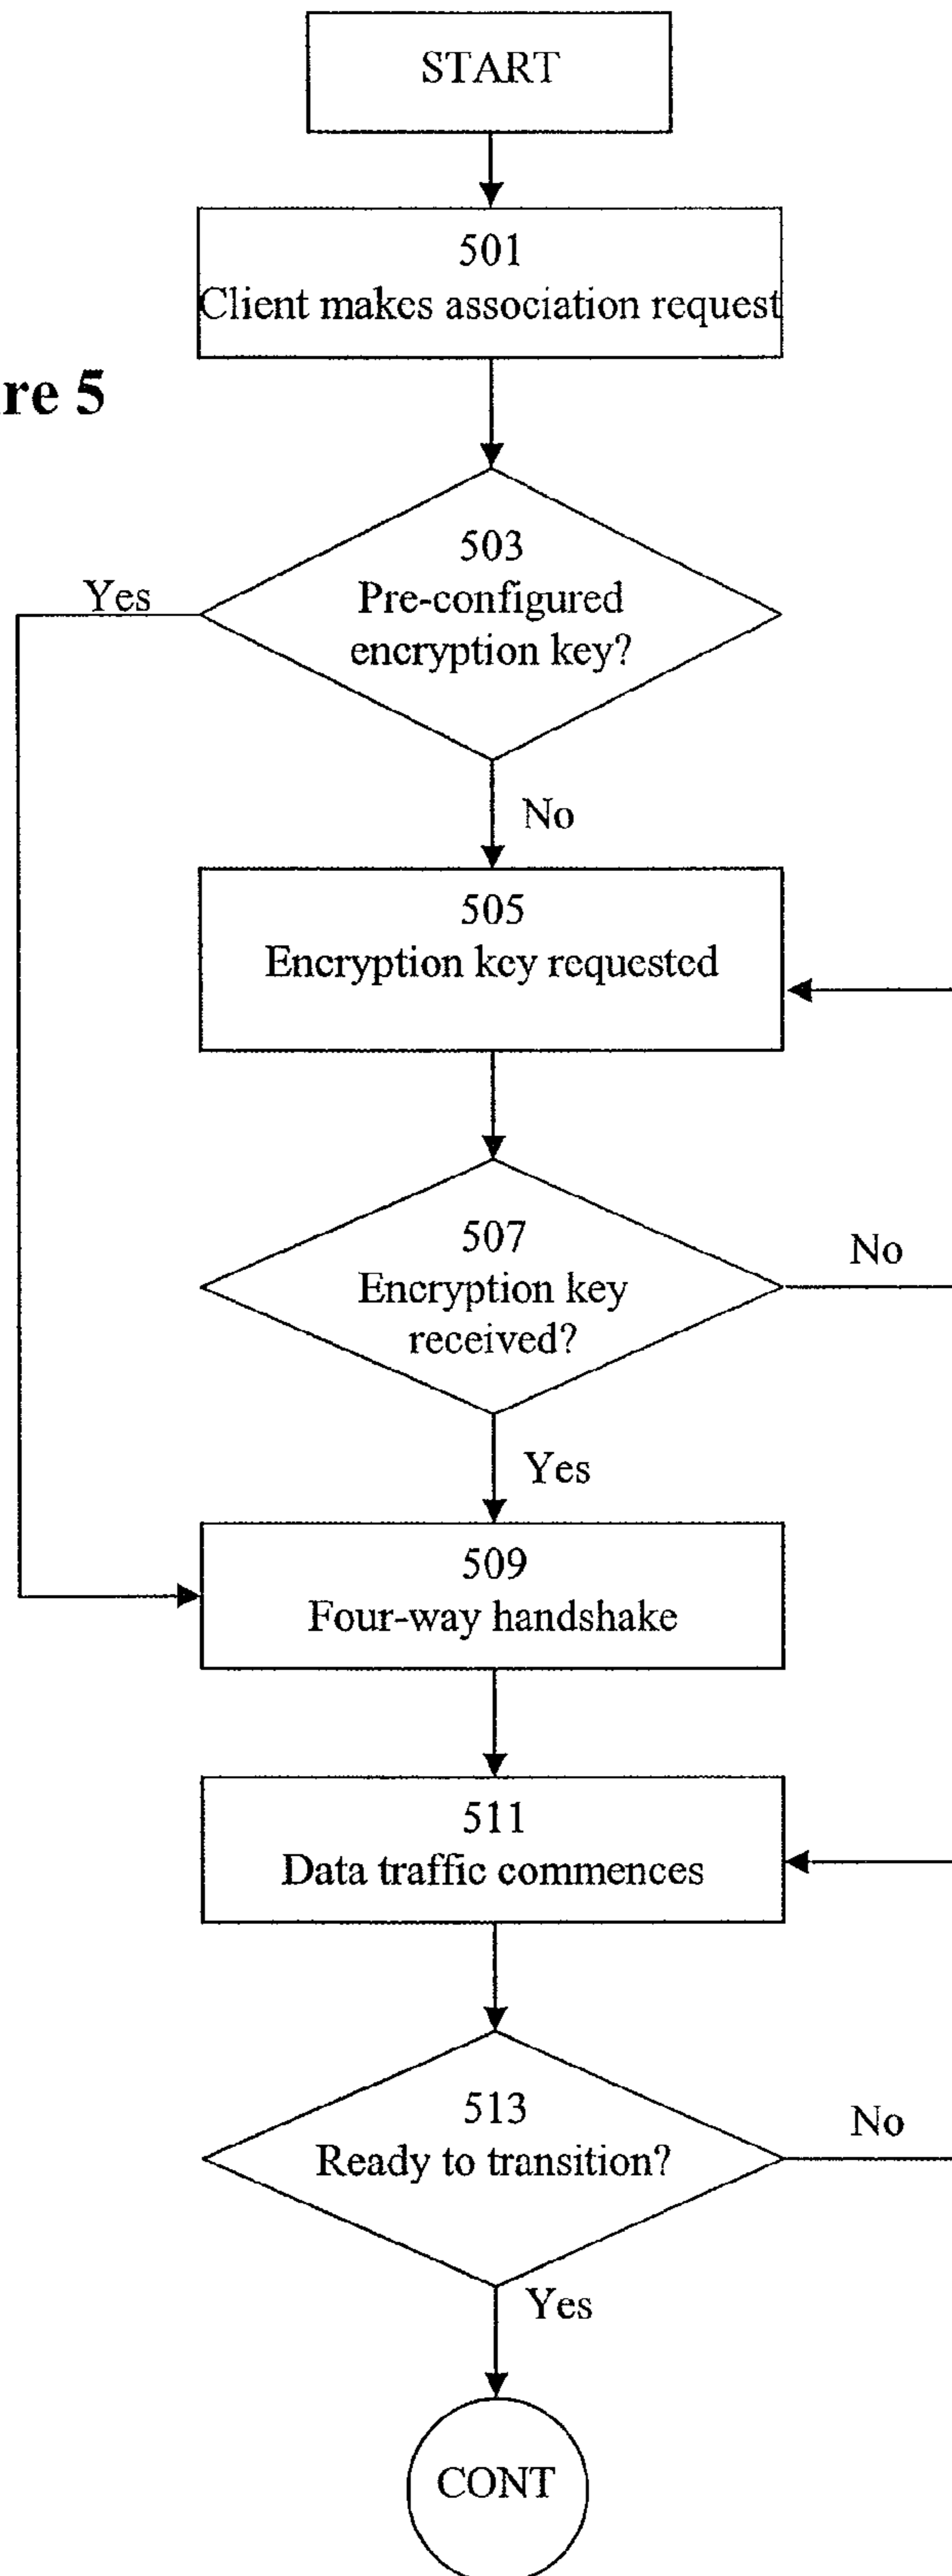 START
501
Client makes association request
re 5
503
Pre-configured
encryption key?
Yes
No
505
Encryption key requested
507
Encryption key
received?
No
Yes
509
Four-way handshake
511
Data traffic commences
513
Ready to transition?
No
Yes
CONT